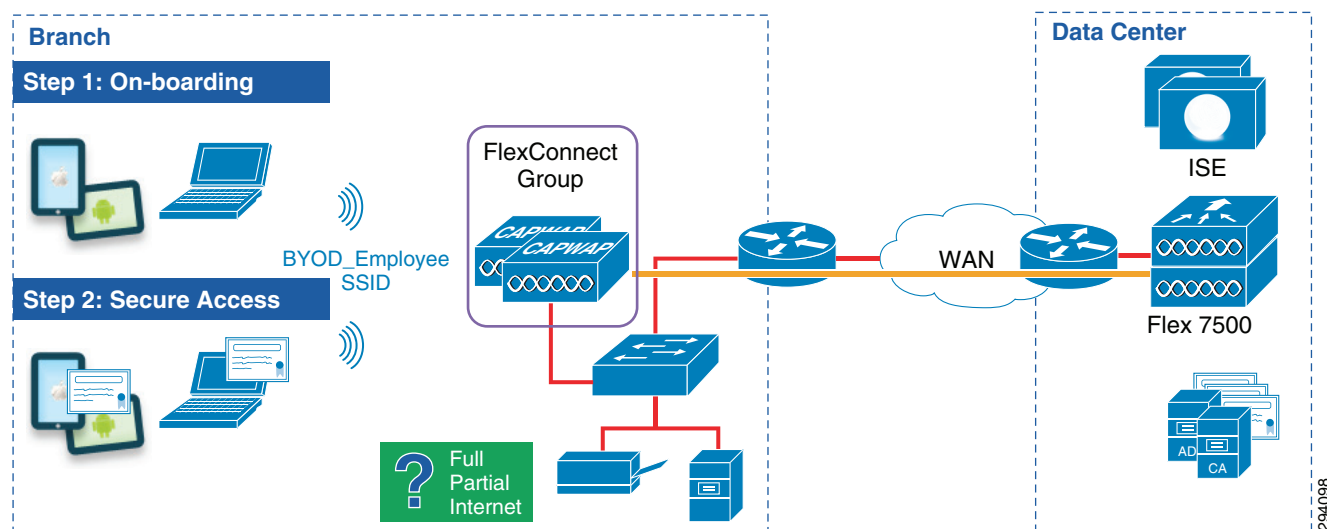 Branch
Step 1: On-boarding
BYOD_Employee
SSID
Step 2: Secure Access
FlexConnect
Group
CAPWAP
CAPWAP
?
Full
Partial
Internet
WAN
Data Center
ISE
Flex 7500
AD
CA
294098